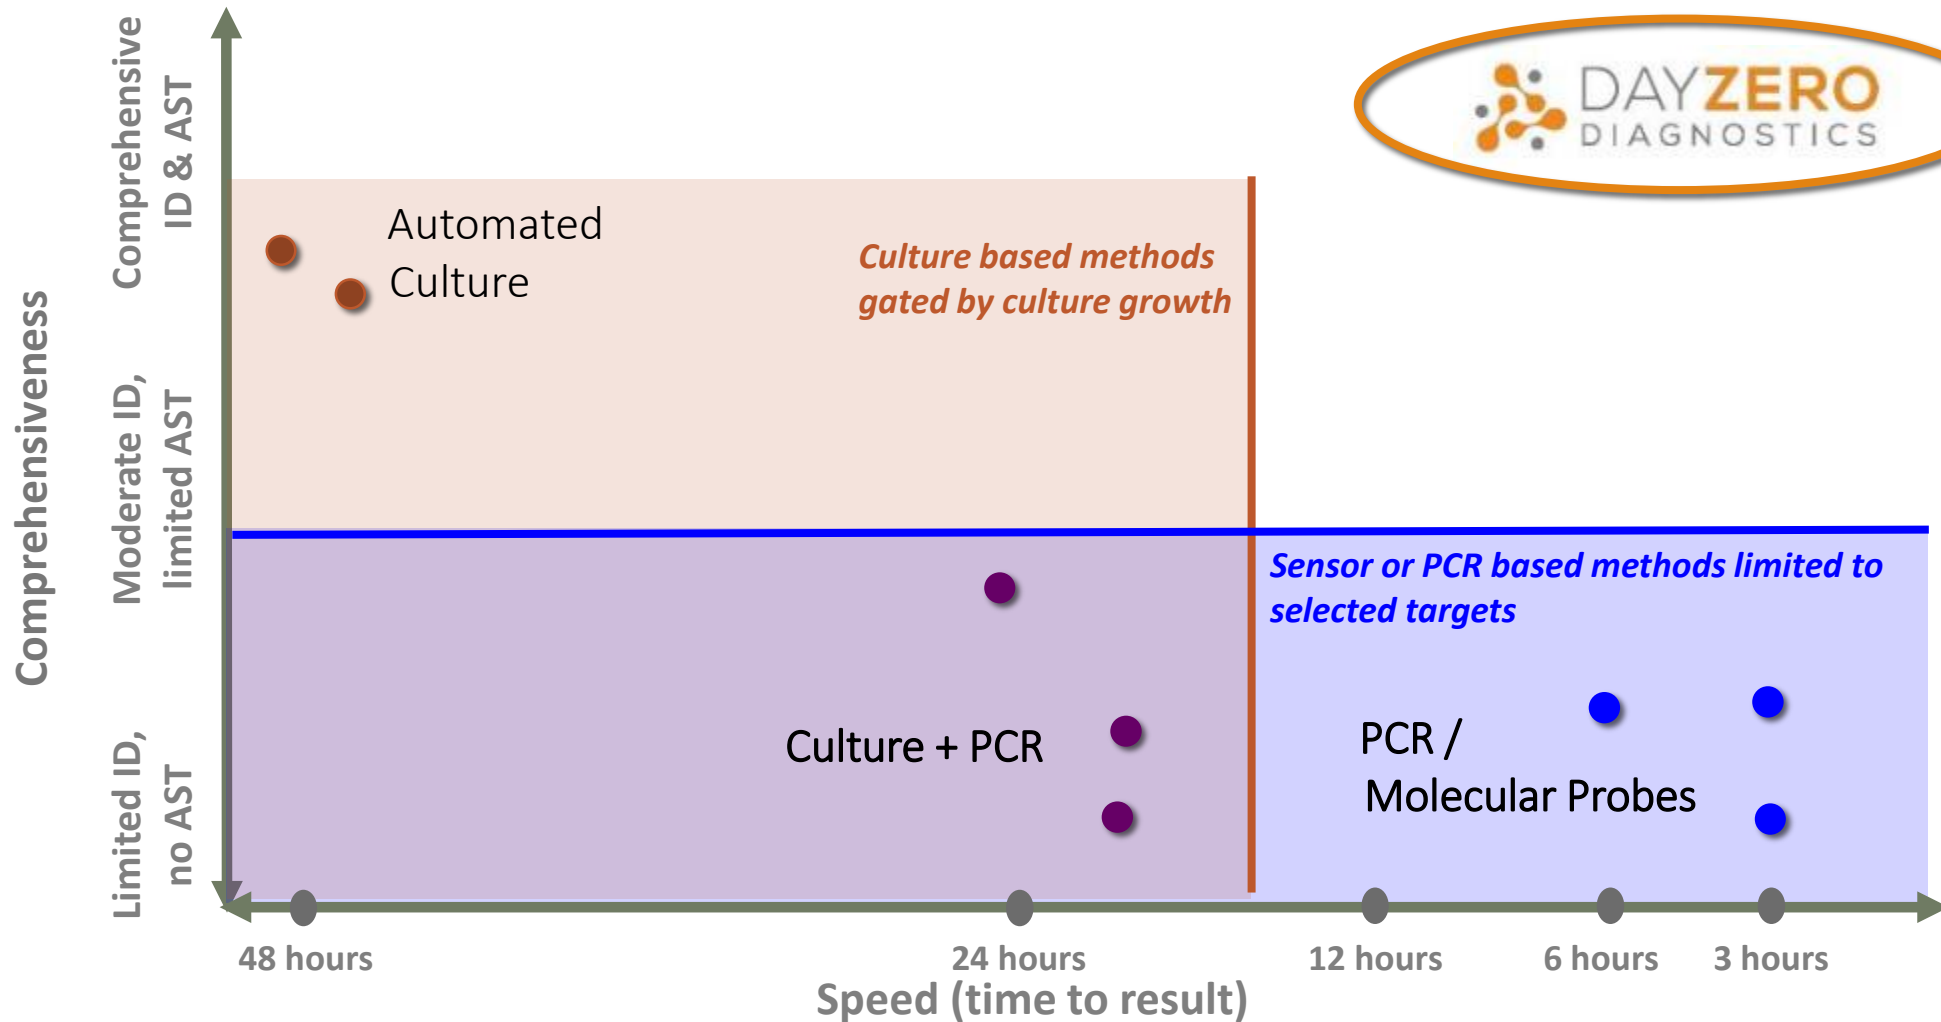 Comprehensiveness
Comprehensive
ID & AST
Moderate ID,
limited AST
Limited ID,
no AST
DAYZERO
DIAGNOSTICS
Automated
Culture
Culture based methods
gated by culture growth
Sensor or PCR based methods limited to
selected targets
Culture + PCR
PCR /
Molecular Probes
48 hours
24 hours
12 hours
6 hours
3 hours
Speed (time to result)